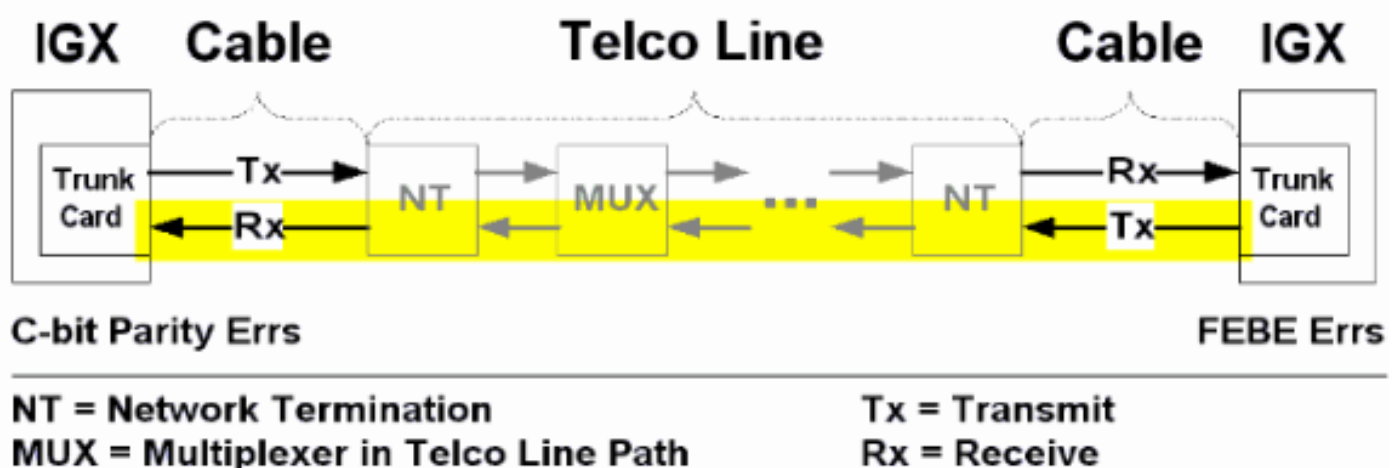 IGX Cable Telco Line Cable IGX
Trunk Card Tx NT MUX ... NT Rx Trunk Card
Rx Tx
C-bit Parity Errs FEBE Errs
NT = Network Termination Tx = Transmit
MUX = Multiplexer in Telco Line Path Rx = Receive